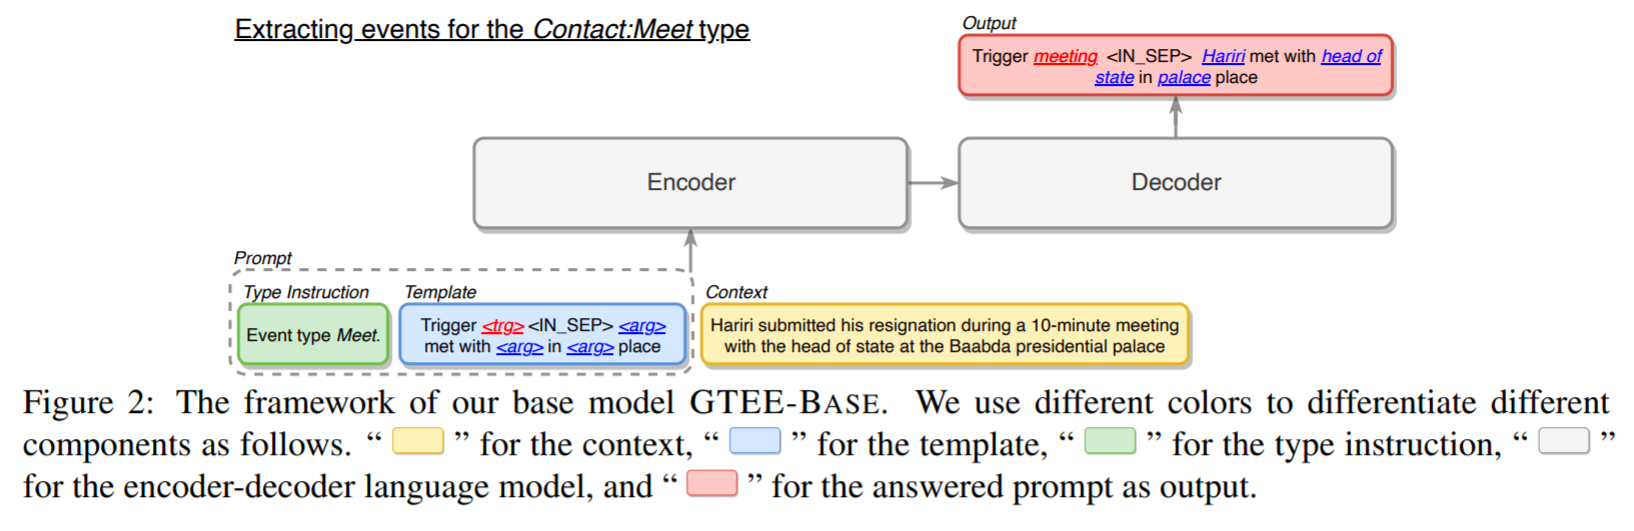 Extracting events for the Contact:Meet type
Output
Trigger meeting <IN_SEP> Hariri met with head of
state in palace place
Encoder
Decoder
Prompt
Type Instruction
Event type Meet.
Template
Trigger <trg> <IN_SEP> <arg>
met with <arg> in <arg> place
Context
Hariri submitted his resignation during a 10-minute meeting
with the head of state at the Baabda presidential palace
Figure 2: The framework of our base model GTEE-BASE. We use different colors to differentiate different
components as follows. “ ” for the context, “ ” for the template, “ ” for the type instruction, “ ”
for the encoder-decoder language model, and “ ” for the answered prompt as output.